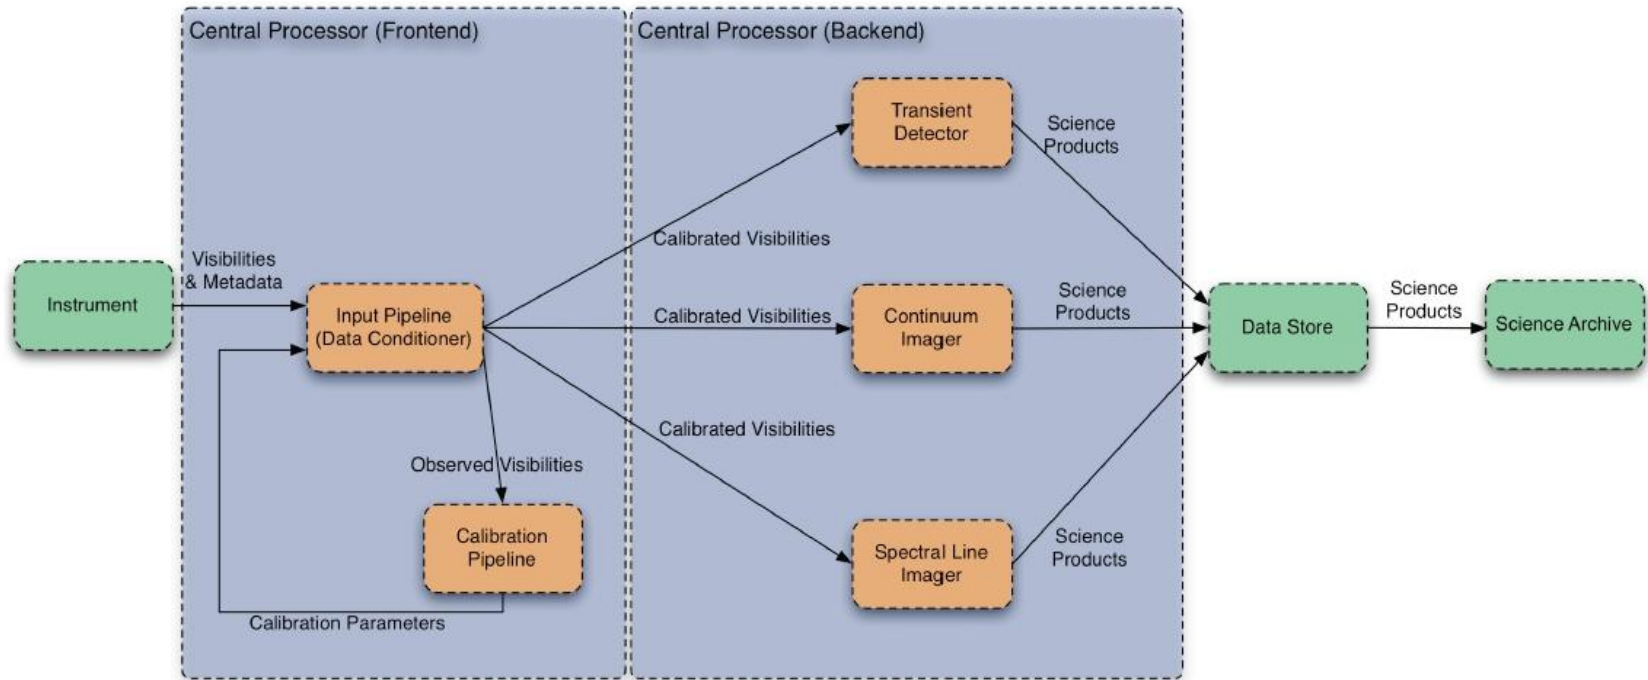 Central Processor (Frontend)
Central Processor (Backend)
Transient
Detector
Science
Products
Calibrated Visibilities
Visibilities
& Metadata
Instrument
Input Pipeline
(Data Conditioner)
Calibrated Visibilities
Continuum
Imager
Science
Products
Data Store
Science
Products
Science Archive
Calibrated Visibilities
Observed Visibilities
Calibration
Pipeline
Spectral Line
Imager
Science
Products
Calibration Parameters